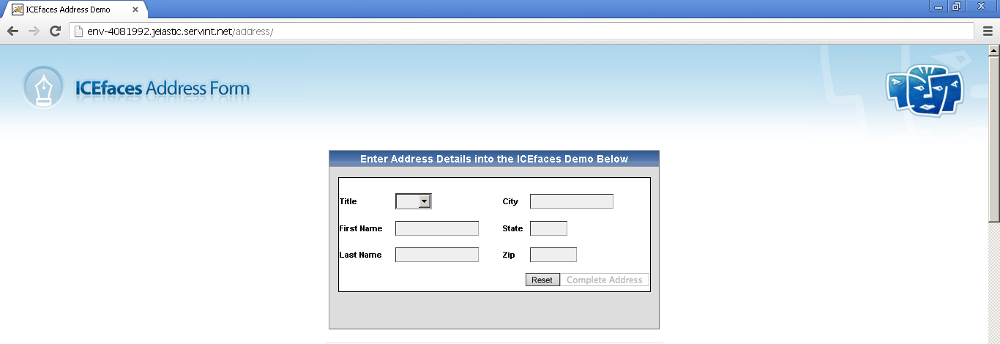 ICEfaces Address Demo
env-4081992.jelastic.servint.net/address/
ICEfaces Address Form
Enter Address Details into the ICEfaces Demo Below
Title City
First Name State
Last Name Zip
Reset Complete Address